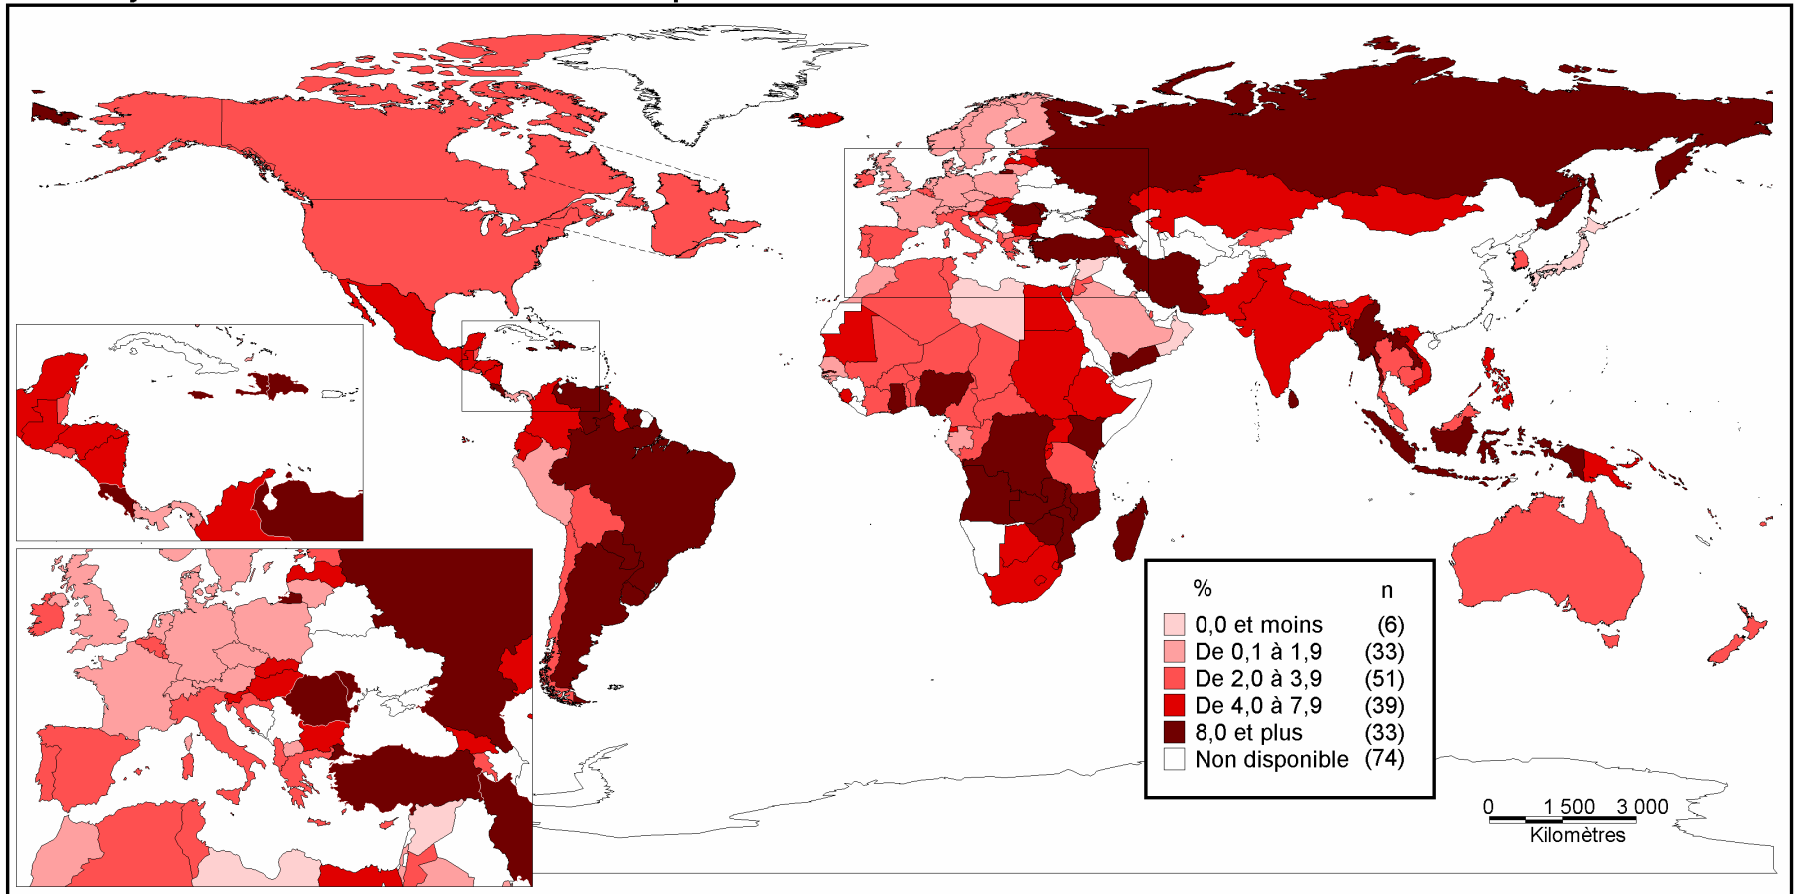 % n
0,0 et moins (6)
De 0,1 à 1,9 (33)
De 2,0 à 3,9 (51)
De 4,0 à 7,9 (39)
8,0 et plus (33)
Non disponible (74)
0 1 500 3 000
Kilomètres